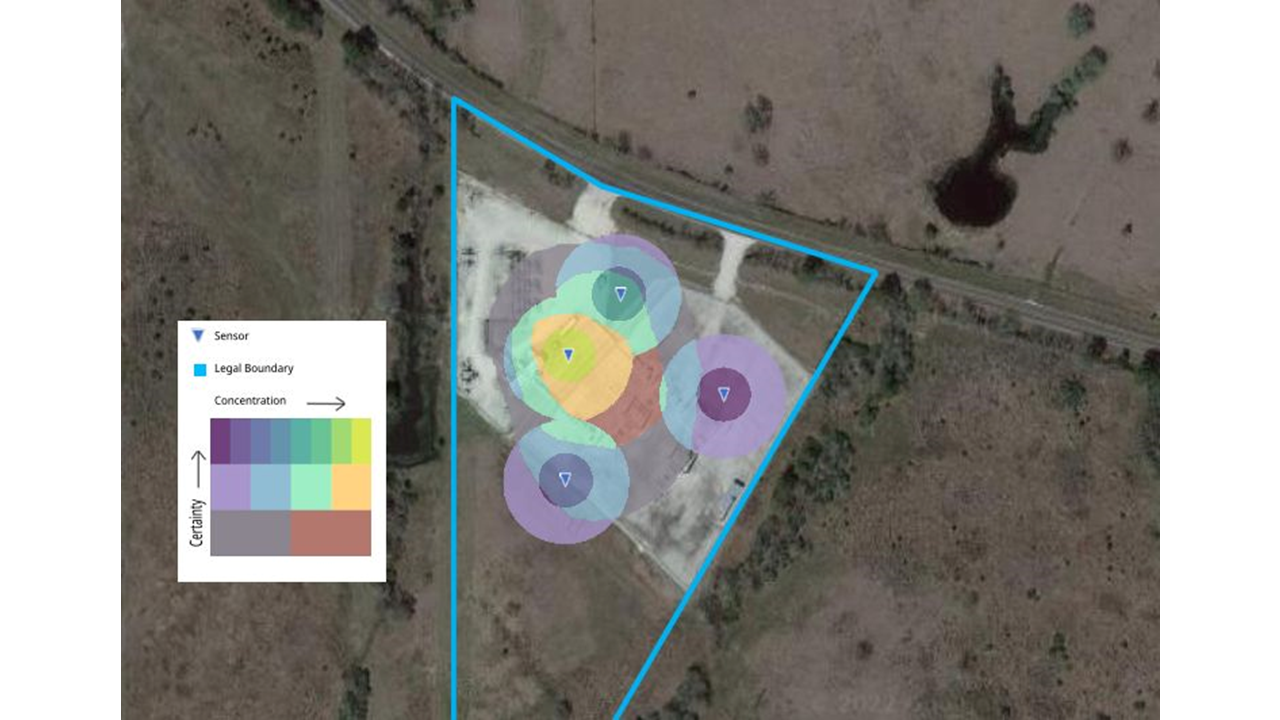 Sensor
Legal Boundary
Concentration
Certainty